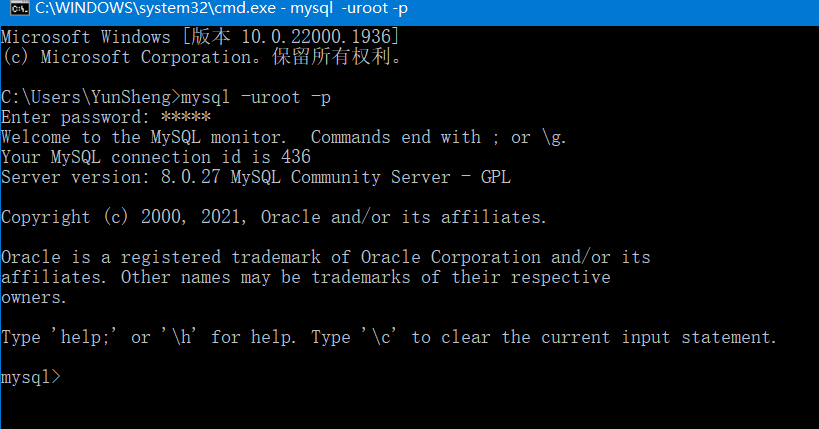 C:\WINDOWS\system32\cmd.exe - mysql  -uroot -p
Microsoft Windows [版本 10.0.22000.1936]
(c) Microsoft Corporation。保留所有权利。
C:\Users\YunSheng>mysql -uroot -p
Enter password: *****
Welcome to the MySQL monitor.  Commands end with ; or \g.
Your MySQL connection id is 436
Server version: 8.0.27 MySQL Community Server - GPL
Copyright (c) 2000, 2021, Oracle and/or its affiliates.
Oracle is a registered trademark of Oracle Corporation and/or its
affiliates. Other names may be trademarks of their respective
owners.
Type 'help;' or '\h' for help. Type '\c' to clear the current input statement.
mysql>